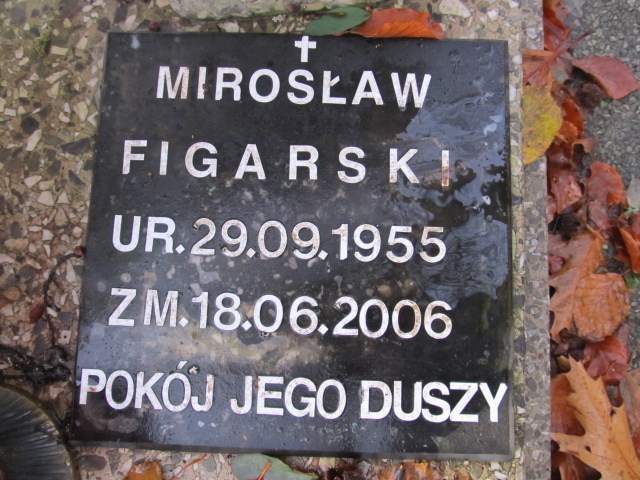 MIROSŁAW
FIGARSKI
UR.29.09.1955
ZM.18.06.2006
POKÓJ JEGO DUSZY